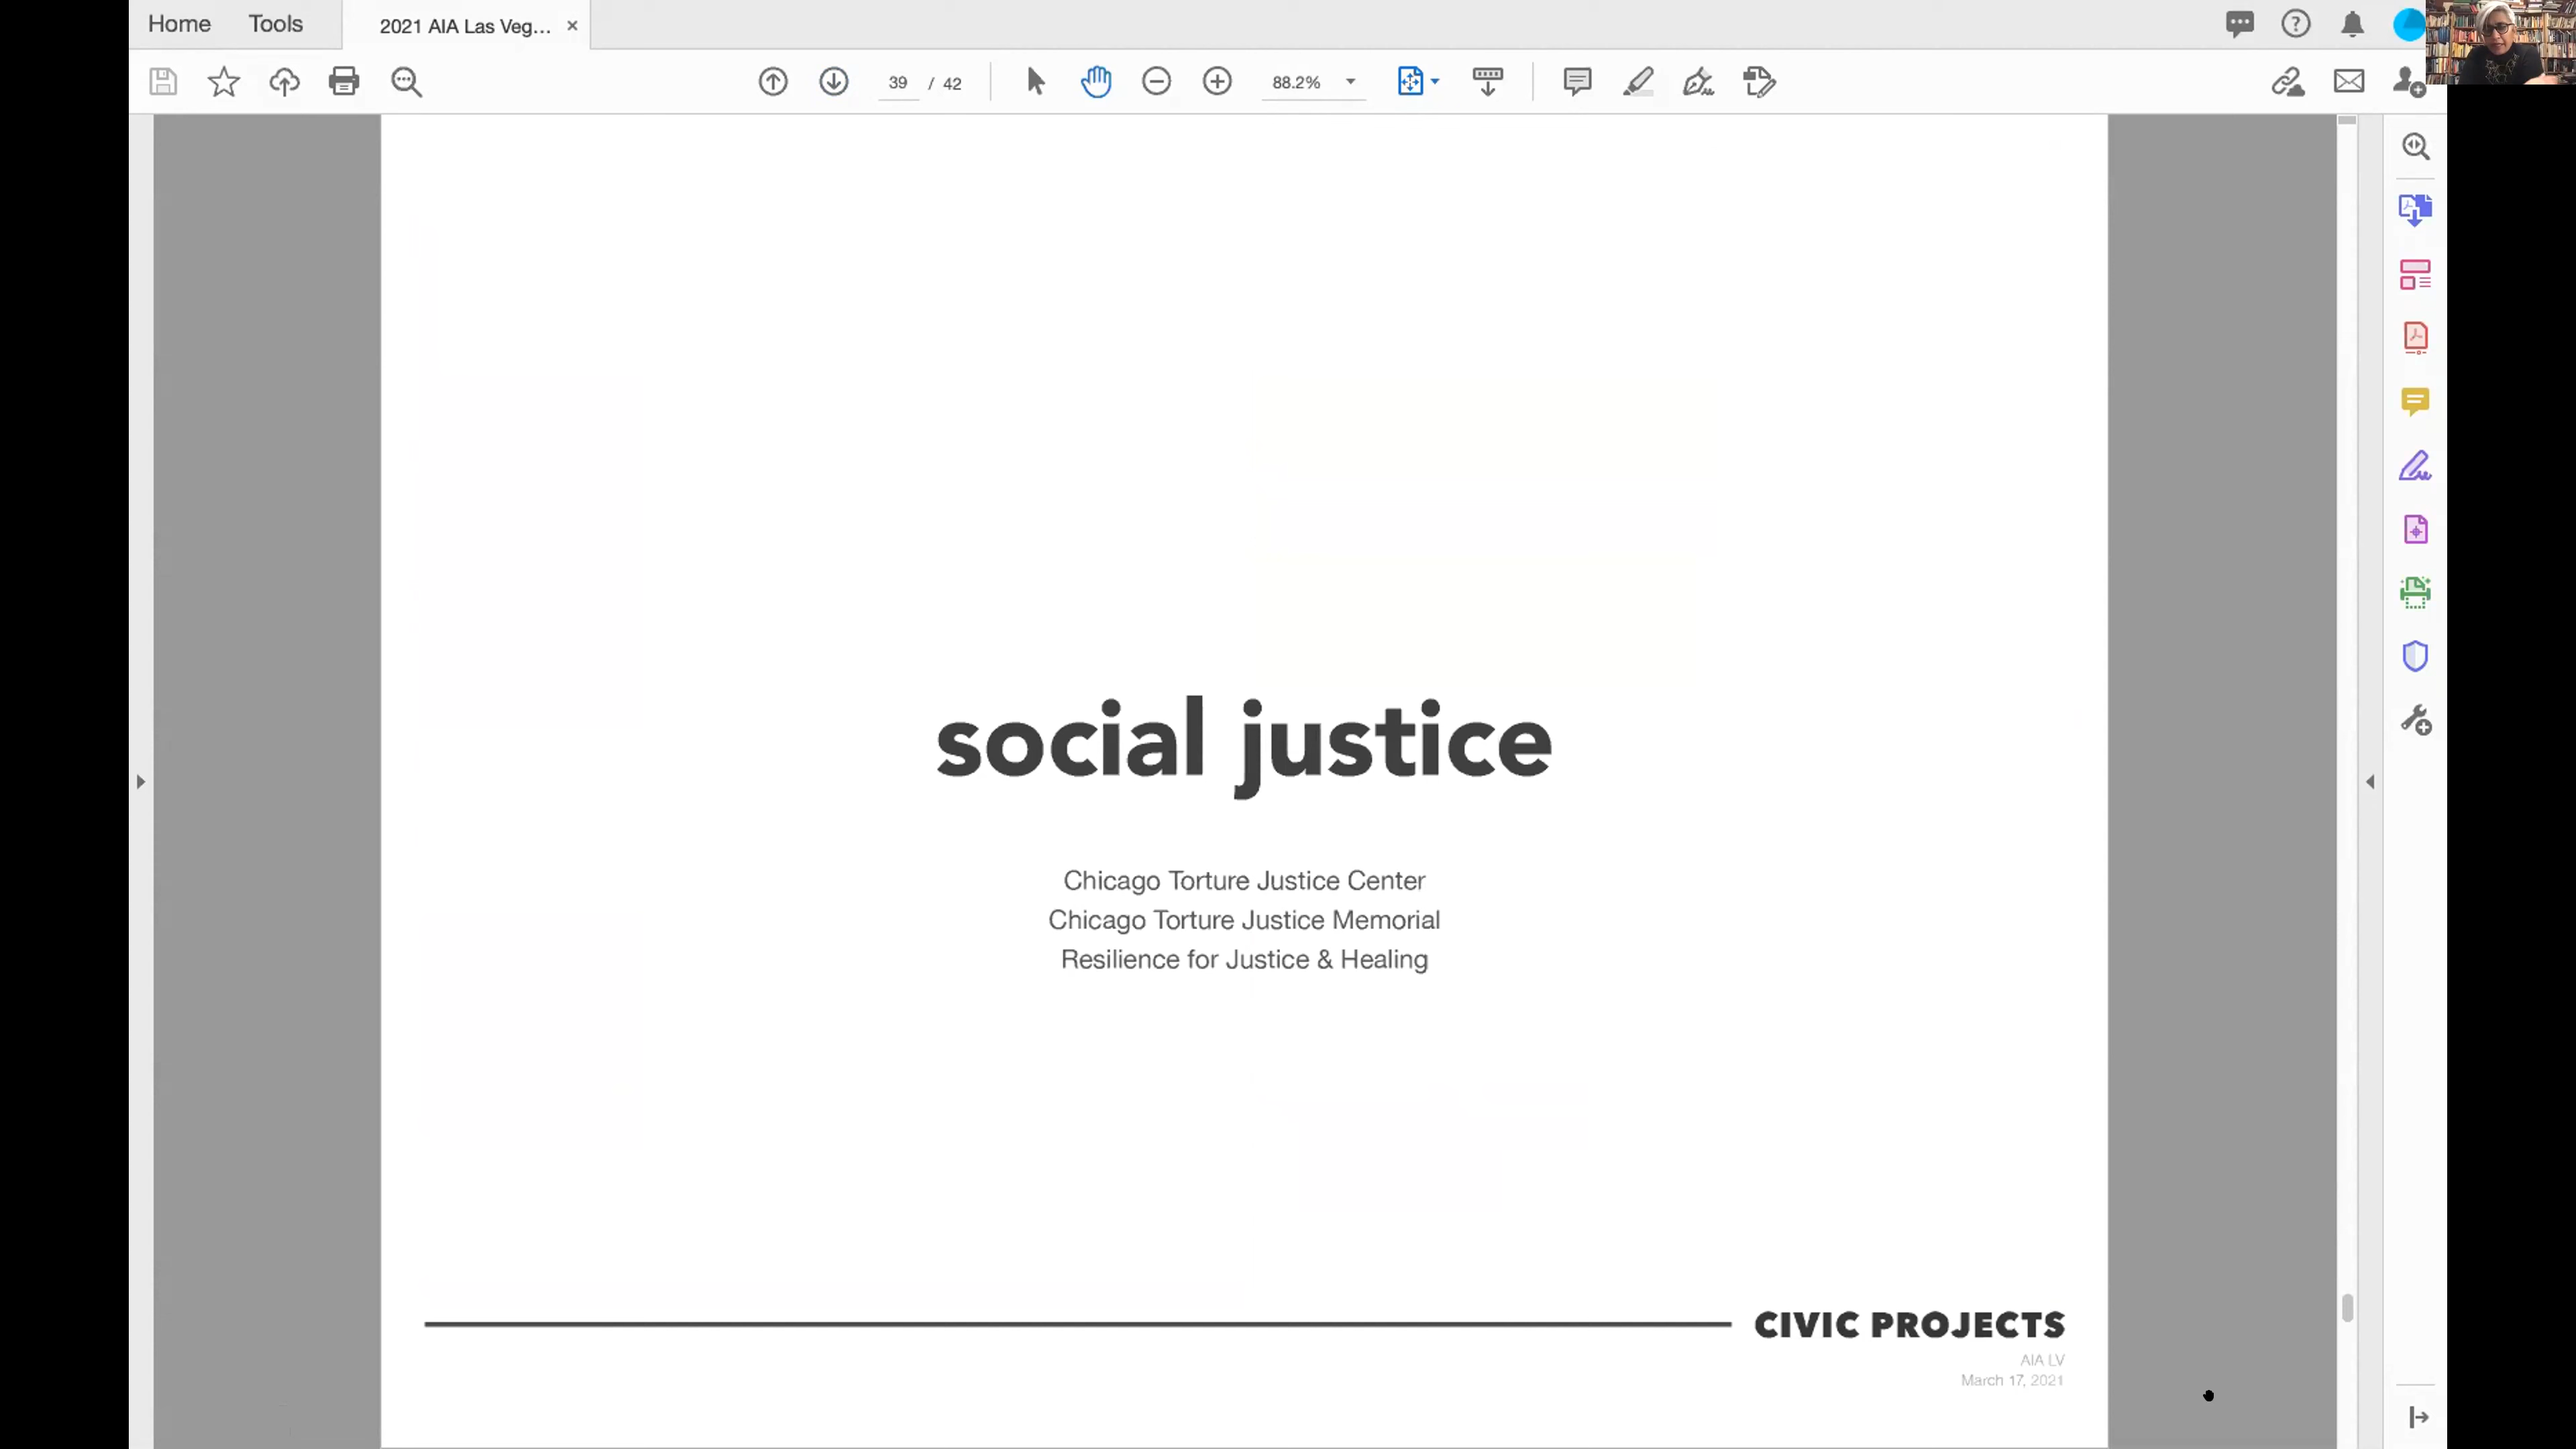 Home Tools 2021 AIA Las Veg...
39 / 42 88.2%
social justice
Chicago Torture Justice Center
Chicago Torture Justice Memorial
Resilience for Justice & Healing
CIVIC PROJECTS
AIA LV
March 17, 2021